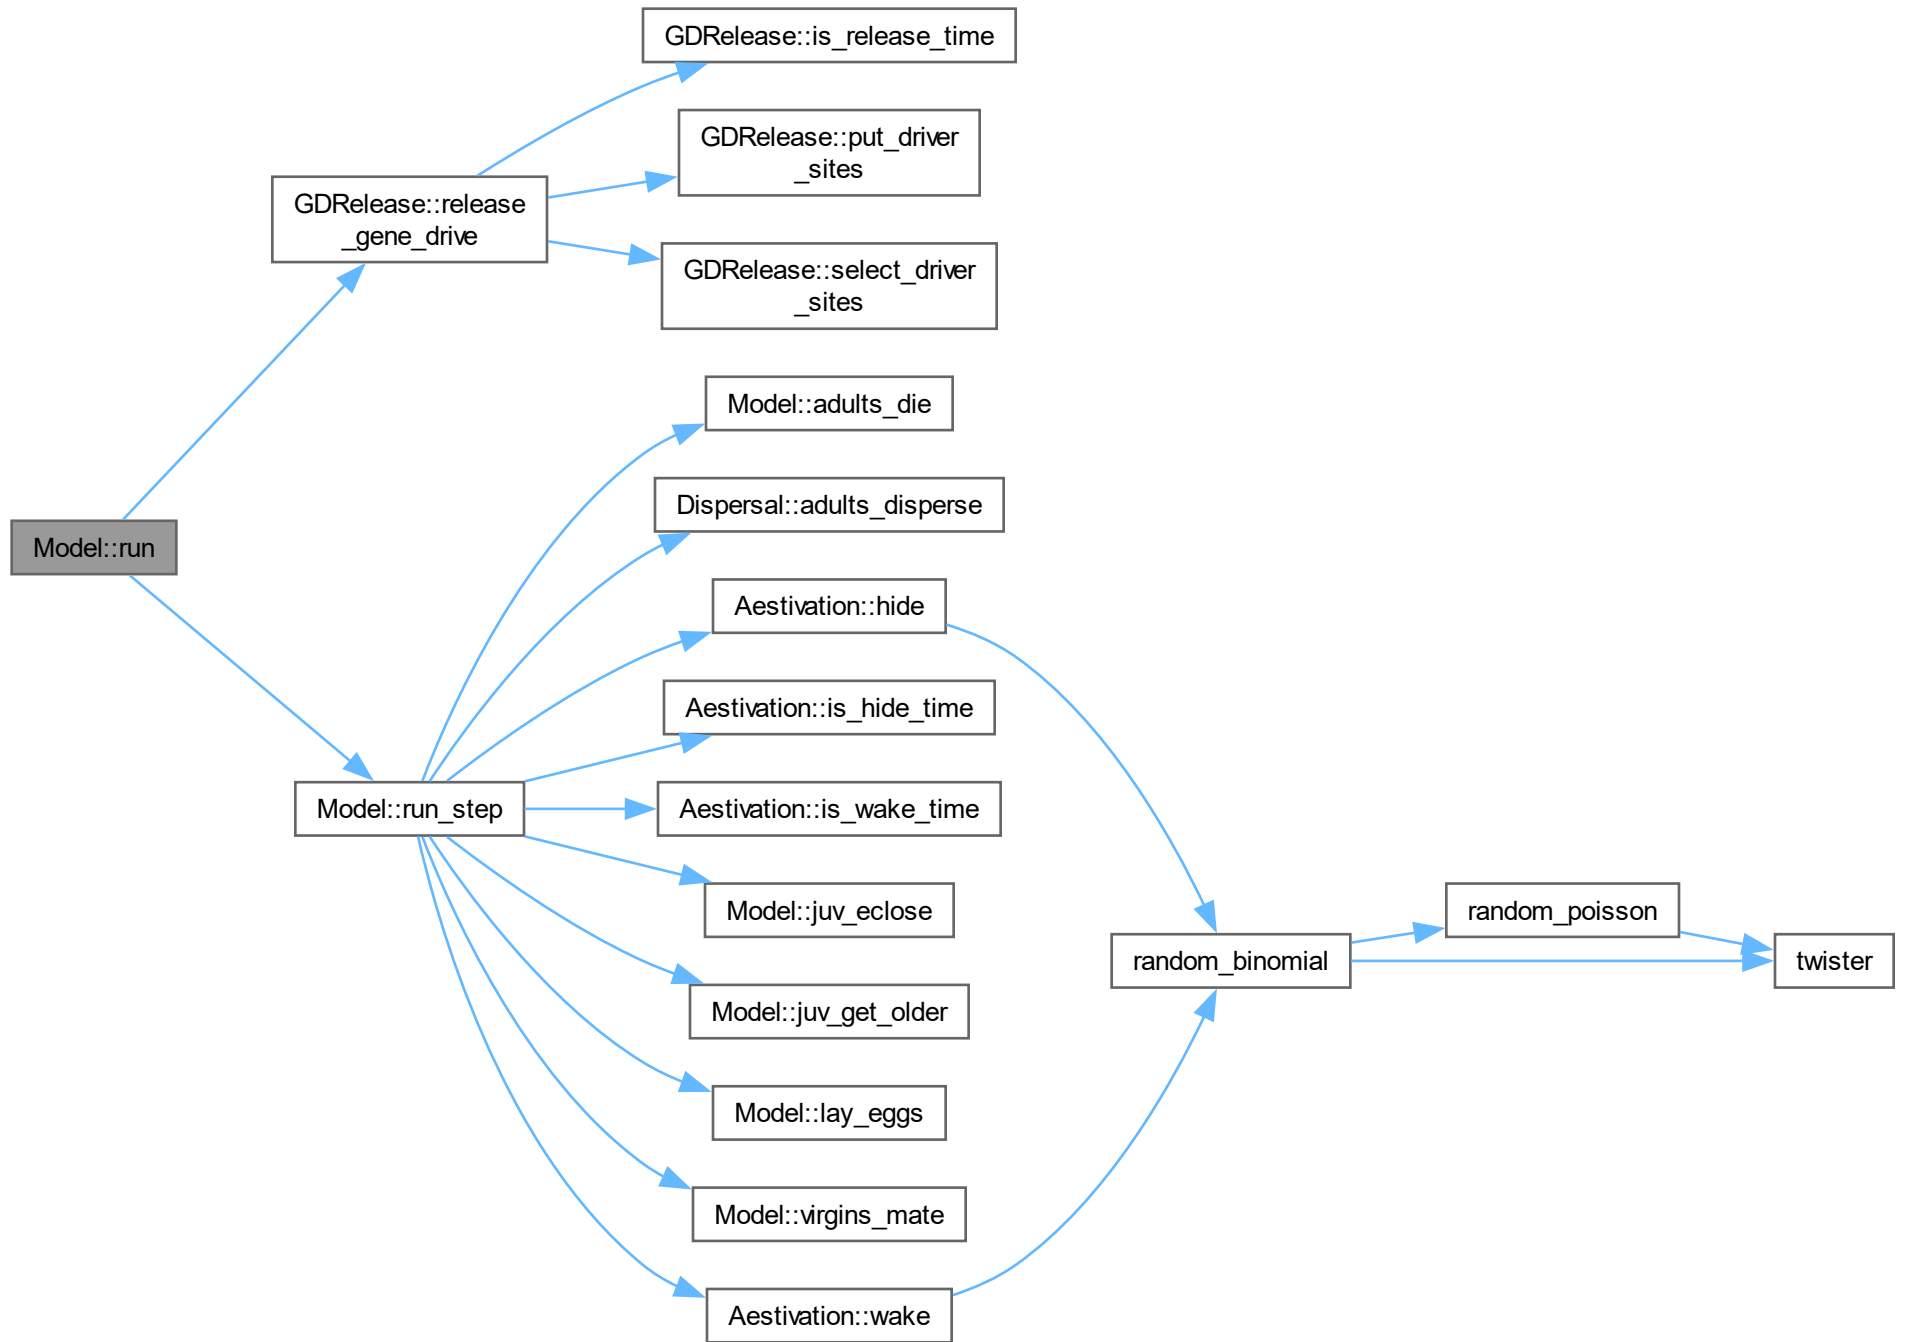 GDRelease::is_release_time
GDRelease::put_driver
_sites
GDRelease::release
_gene_drive
GDRelease::select_driver
_sites
Model::adults_die
Dispersal::adults_disperse
Model::run
Aestivation::hide
Aestivation::is_hide_time
Model::run_step
Aestivation::is_wake_time
Model::juv_eclose
random_poisson
random_binomial
twister
Model::juv_get_older
Model::lay_eggs
Model::virgins_mate
Aestivation::wake